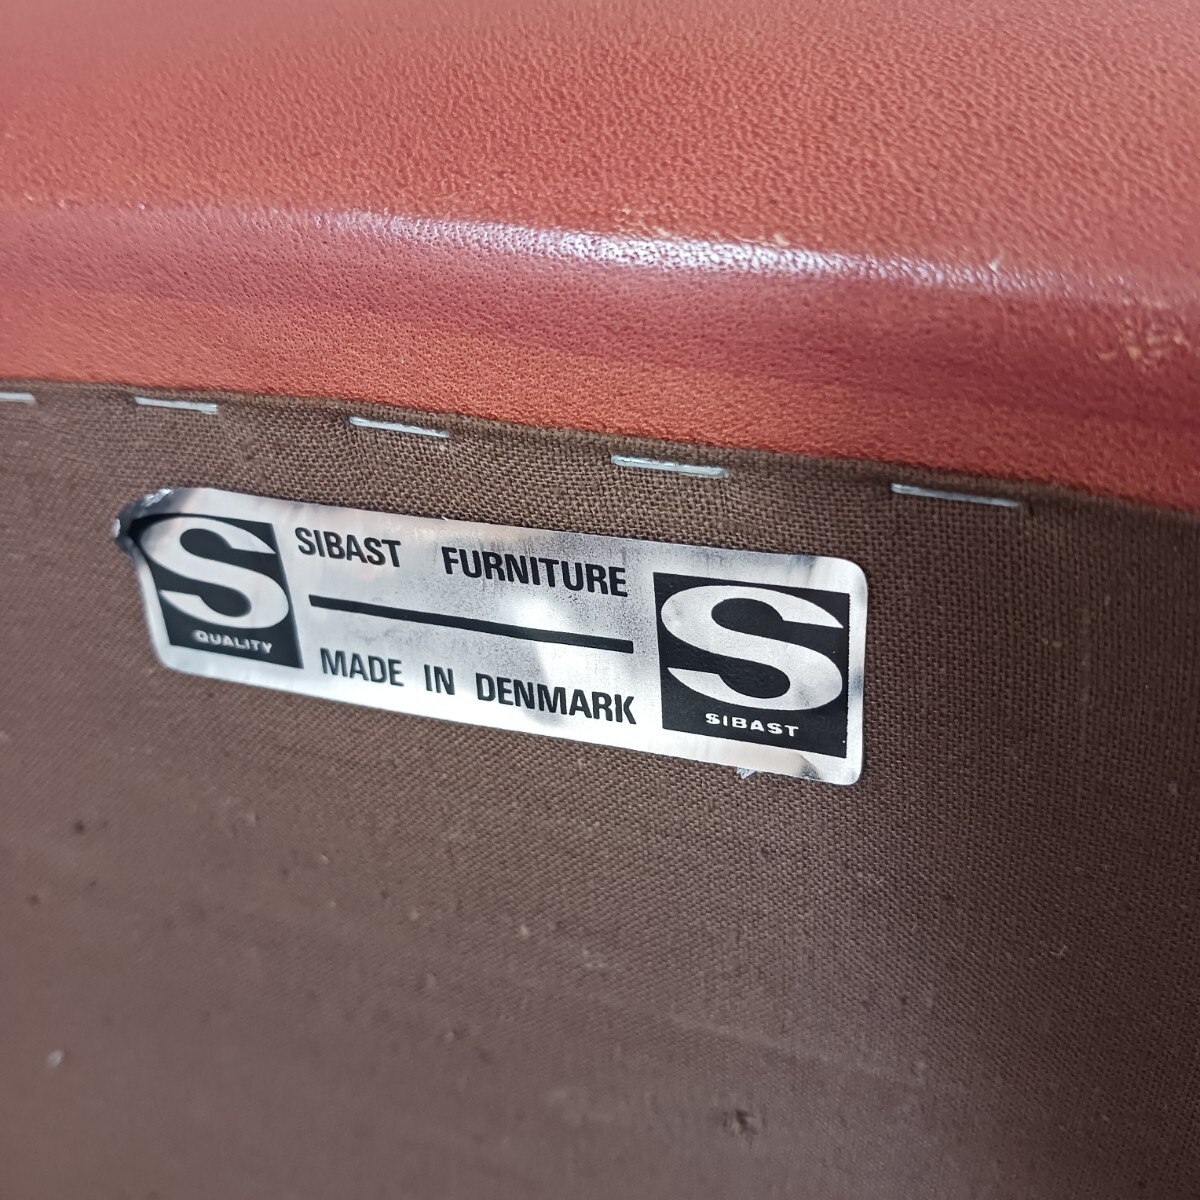 S
QUALITY
SIBAST FURNITURE
MADE IN DENMARK
S
SIBAST